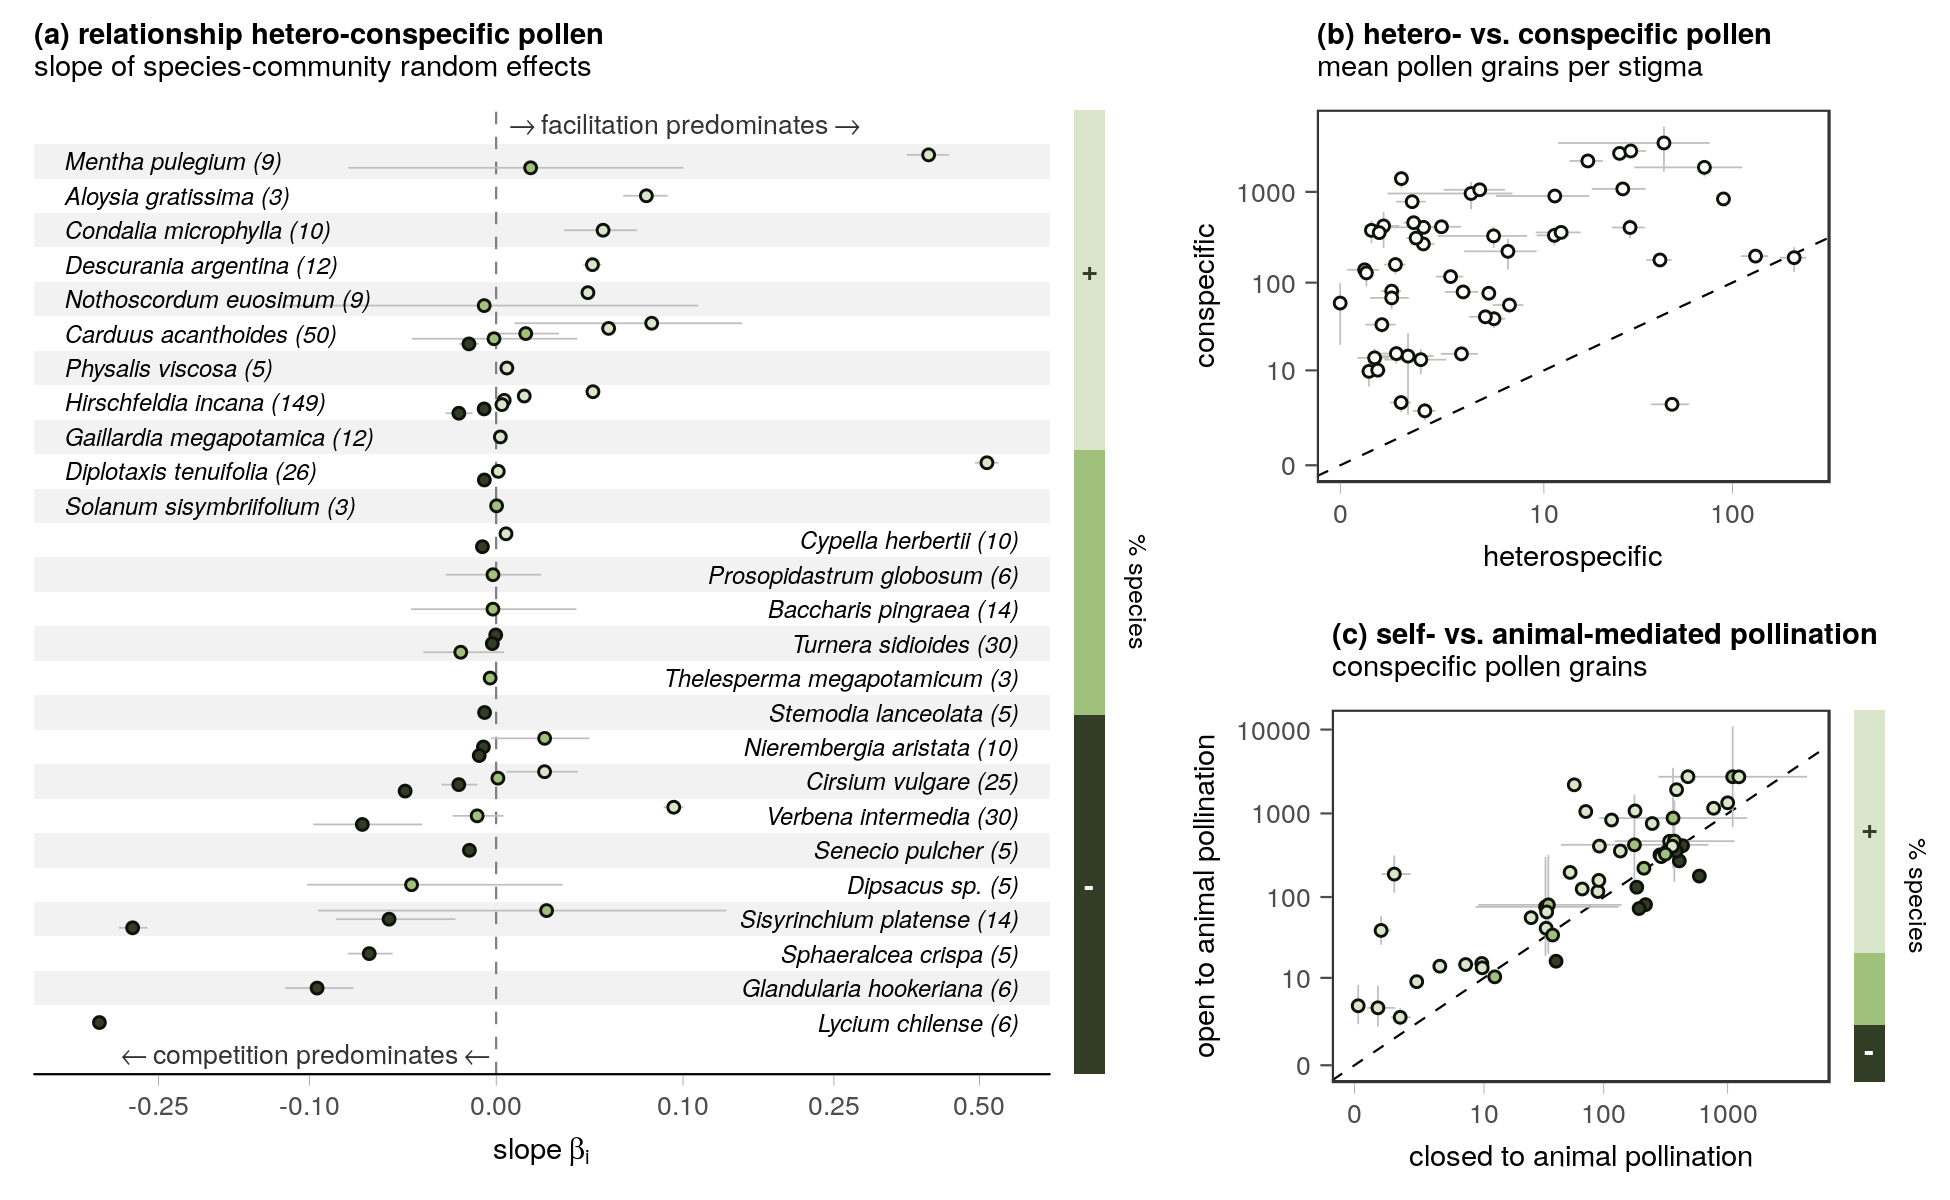 (a) relationship hetero-conspecific pollen
slope of species-community random effects
→ facilitation predominates →
Mentha pulegium (9)
Aloysia gratissima (3)
Condalia microphylla (10)
Descurania argentina (12)
Nothoscordum euosimum (9)
Carduus acanthoides (50)
Physalis viscosa (5)
Hirschfeldia incana (149)
Gaillardia megapotamica (12)
Diplotaxis tenuifolia (26)
Solanum sisymbriifolium (3)
Cypella herbertii (10)
Prosopidastrum globosum (6)
Baccharis pingraea (14)
Turnera sidioides (30)
Thelesperma megapotamicum (3)
Stemodia lanceolata (5)
Nierembergia aristata (10)
Cirsium vulgare (25)
Verbena intermedia (30)
Senecio pulcher (5)
Dipsacus sp. (5)
Sisyrinchium platense (14)
Sphaeralcea crispa (5)
Glandularia hookeriana (6)
Lycium chilense (6)
← competition predominates ←
-0.25 -0.10 0.00 0.10 0.25 0.50
slope βi
+
-
% species
(b) hetero- vs. conspecific pollen
mean pollen grains per stigma
conspecific
1000
100
10
0
0 10 100
heterospecific
(c) self- vs. animal-mediated pollination
conspecific pollen grains
open to animal pollination
10000
1000
100
10
0
0 10 100 1000
closed to animal pollination
+
-
% species